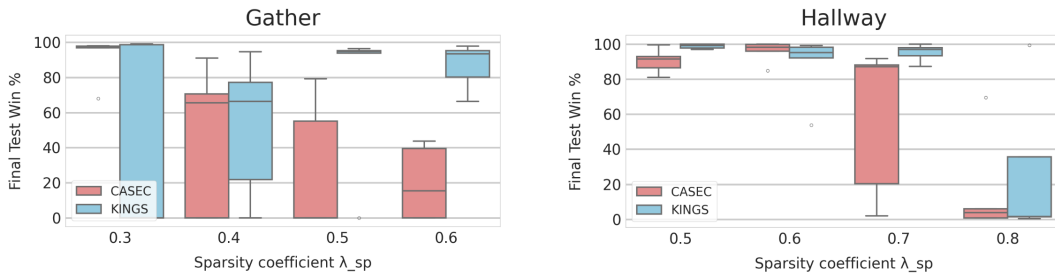 Gather
Final Test Win %
100
80
60
40
20
0
CASEC
KINGS
0.3 0.4 0.5 0.6
Sparsity coefficient λ_sp
Hallway
Final Test Win %
100
80
60
40
20
0
CASEC
KINGS
0.5 0.6 0.7 0.8
Sparsity coefficient λ_sp